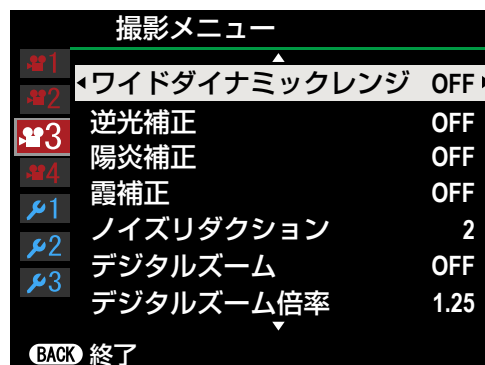 撮影メニュー
1
2
3
4
1
2
3
ワイドダイナミックレンジ OFF
逆光補正 OFF
陽炎補正 OFF
霞補正 OFF
ノイズリダクション 2
デジタルズーム OFF
デジタルズーム倍率 1.25
BACK 終了